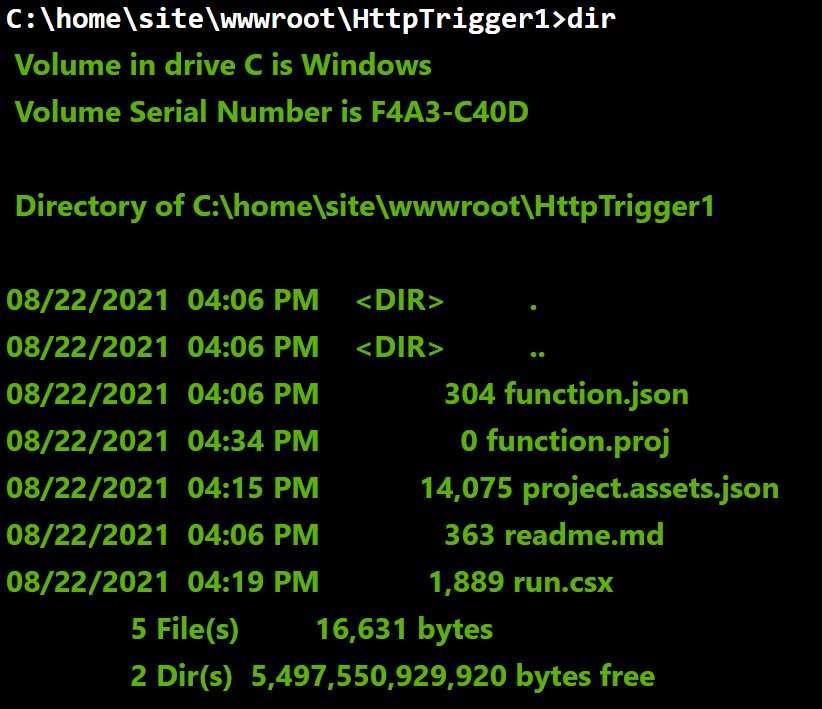 C:\home\site\wwwroot\HttpTrigger1>dir
Volume in drive C is Windows
Volume Serial Number is F4A3-C40D
Directory of C:\home\site\wwwroot\HttpTrigger1
08/22/2021 04:06 PM <DIR> .
08/22/2021 04:06 PM <DIR> ..
08/22/2021 04:06 PM 304 function.json
08/22/2021 04:34 PM 0 function.proj
08/22/2021 04:15 PM 14,075 project.assets.json
08/22/2021 04:06 PM 363 readme.md
08/22/2021 04:19 PM 1,889 run.csx
5 File(s) 16,631 bytes
2 Dir(s) 5,497,550,929,920 bytes free